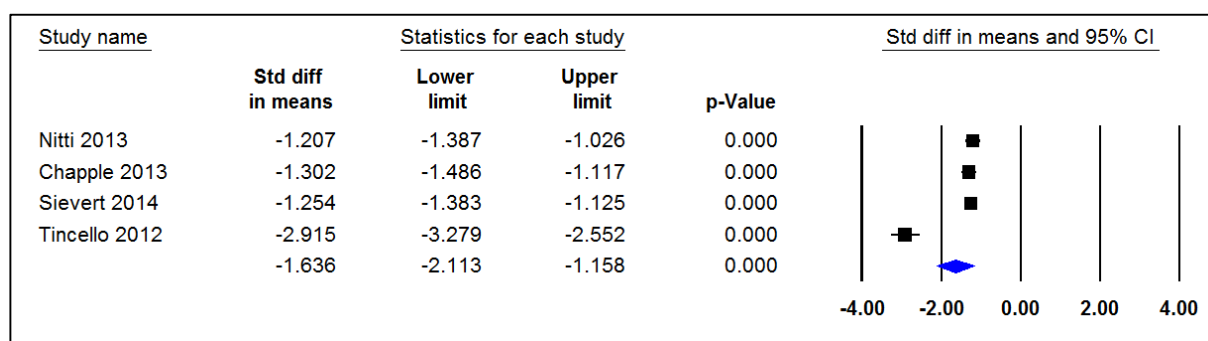 Study name Statistics for each study Std diff in means and 95% CI
Std diff Lower Upper
in means limit limit p-Value
Nitti 2013 -1.207 -1.387 -1.026 0.000
Chapple 2013 -1.302 -1.486 -1.117 0.000
Sievert 2014 -1.254 -1.383 -1.125 0.000
Tincello 2012 -2.915 -3.279 -2.552 0.000
-1.636 -2.113 -1.158 0.000
-4.00 -2.00 0.00 2.00 4.00